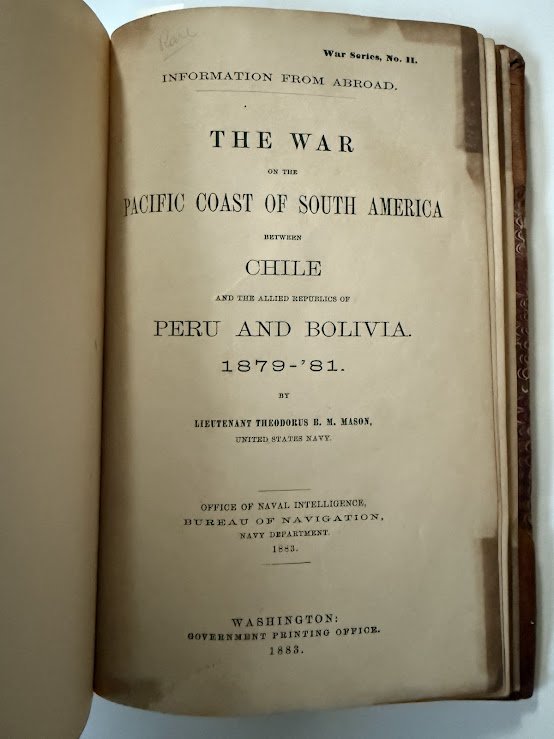 Rare
War Series, No. II.
INFORMATION FROM ABROAD.
THE WAR
ON THE
PACIFIC COAST OF SOUTH AMERICA
BETWEEN
CHILE
AND THE ALLIED REPUBLICS OF
PERU AND BOLIVIA.
1879-'81.
BY
LIEUTENANT THEODORUS B. M. MASON,
UNITED STATES NAVY.
OFFICE OF NAVAL INTELLIGENCE,
BUREAU OF NAVIGATION,
NAVY DEPARTMENT.
1883.
WASHINGTON:
GOVERNMENT PRINTING OFFICE.
1883.